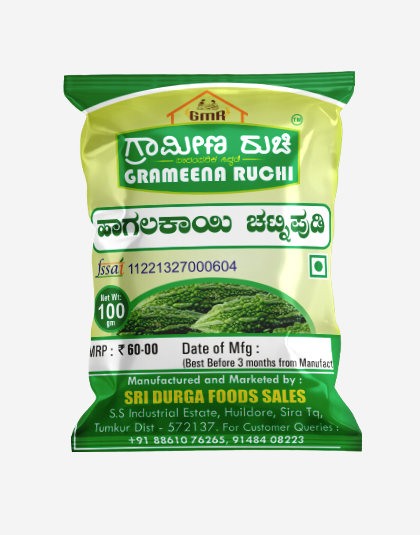 GMR
TM
ಗ್ರಾಮೀಣ ರುಚಿ
GRAMEENA RUCHI
ಹಾಗಲಕಾಯಿ ಚಟ್ನಿಪುಡಿ
fssai 11221327000604
Net Wt:
100
gm
MRP : ₹ 60-00 Date of Mfg :
(Best Before 3 months from Manufact
Manufactured and Marketed by :
SRI DURGA FOODS SALES
S.S Industrial Estate, Huildore, Sira Tq,
Tumkur Dist - 572137. For Customer Queries :
+91 88610 76265, 91484 08223